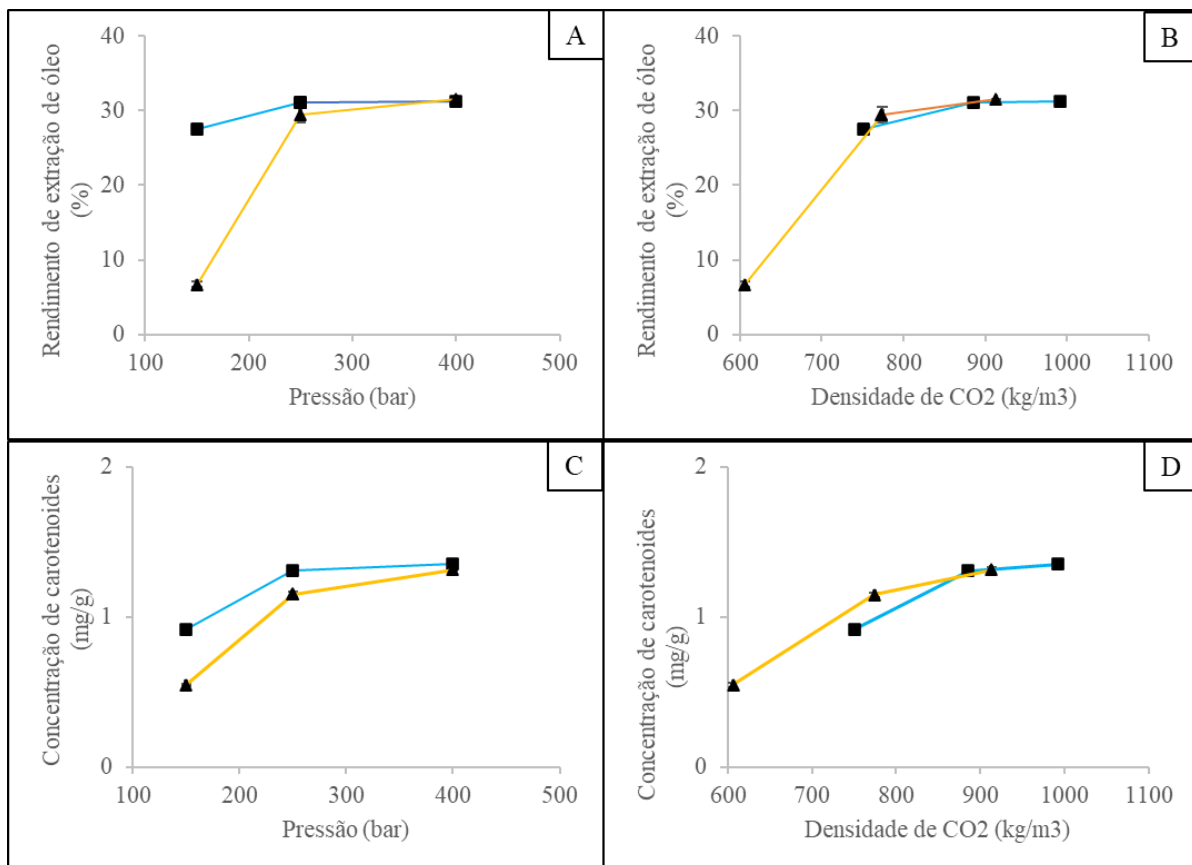 A
Rendimento de extração de óleo
(%)
40
30
20
10
0
100 200 300 400 500
Pressão (bar)
B
Rendimento de extração de óleo
(%)
40
30
20
10
0
600 700 800 900 1000 1100
Densidade de CO2 (kg/m3)
C
Concentração de carotenoides
(mg/g)
2
1
0
100 200 300 400 500
Pressão (bar)
D
Concentração de carotenoides
(mg/g)
2
1
0
600 700 800 900 1000 1100
Densidade de CO2 (kg/m3)